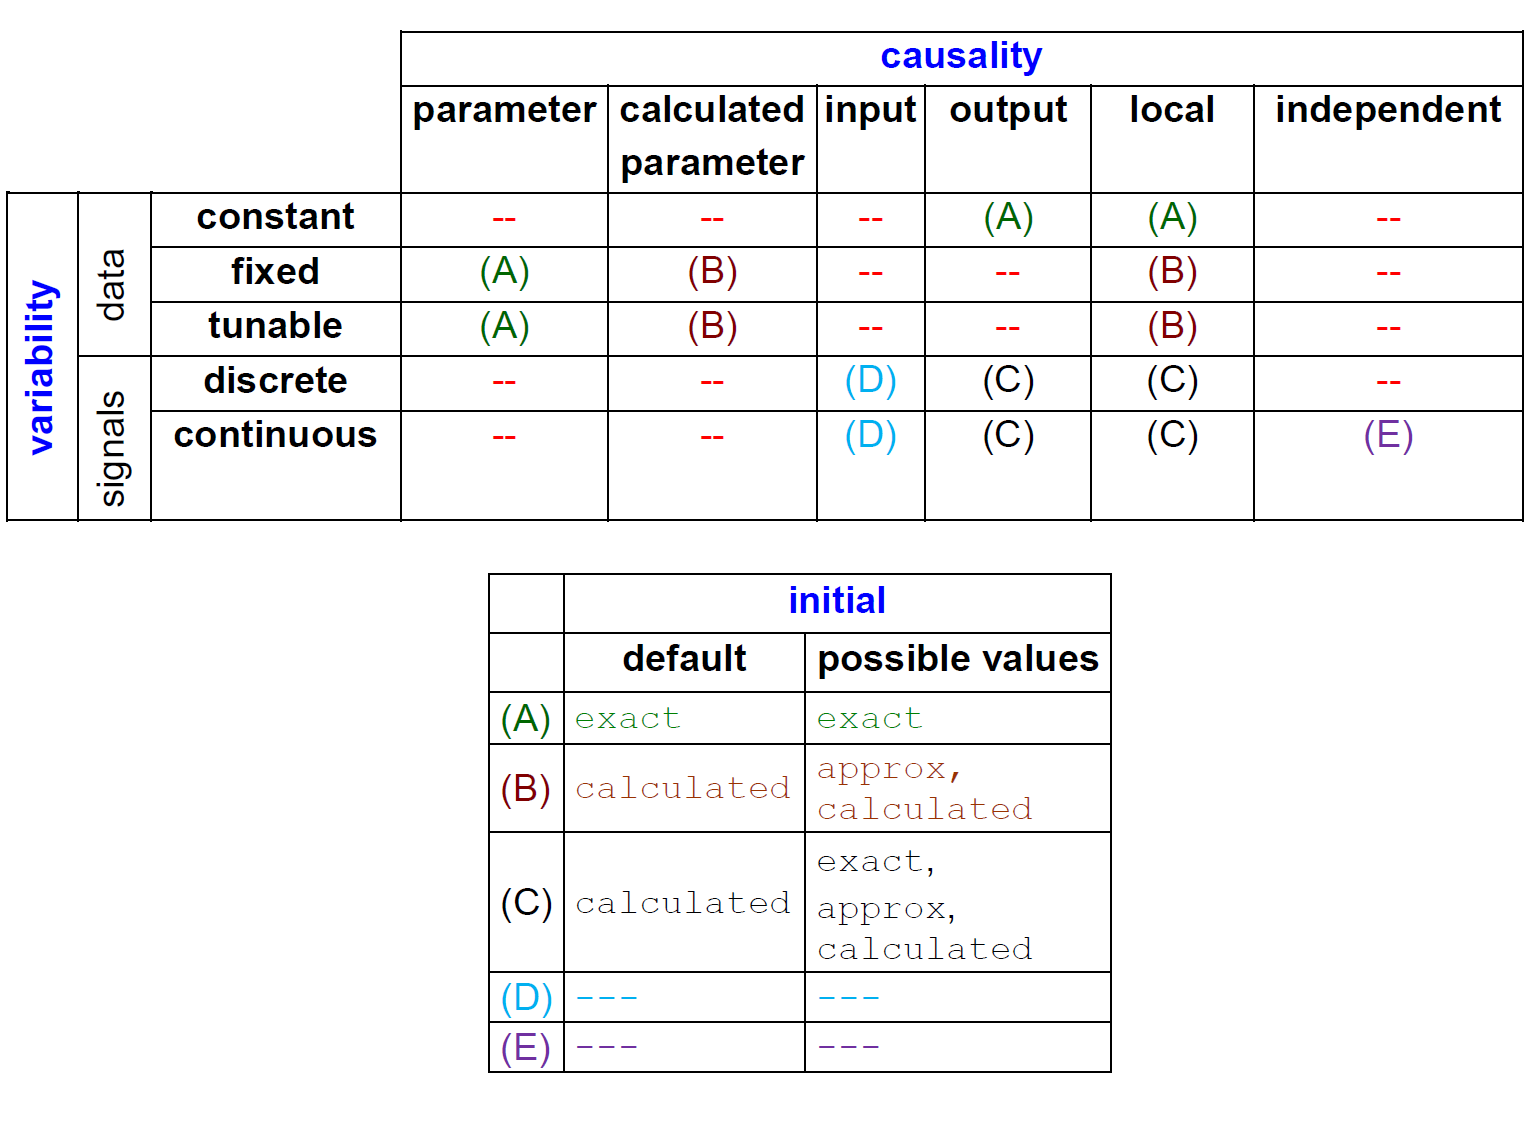 causality
parameter calculated parameter input output local independent
variability
data
constant -- -- -- (A) (A) --
fixed (A) (B) -- -- (B) --
tunable (A) (B) -- -- (B) --
signals
discrete -- -- (D) (C) (C) --
continuous -- -- (D) (C) (C) (E)
initial
default possible values
(A) exact exact
(B) calculated approx,
calculated
(C) calculated exact,
approx,
calculated
(D) --- ---
(E) --- ---